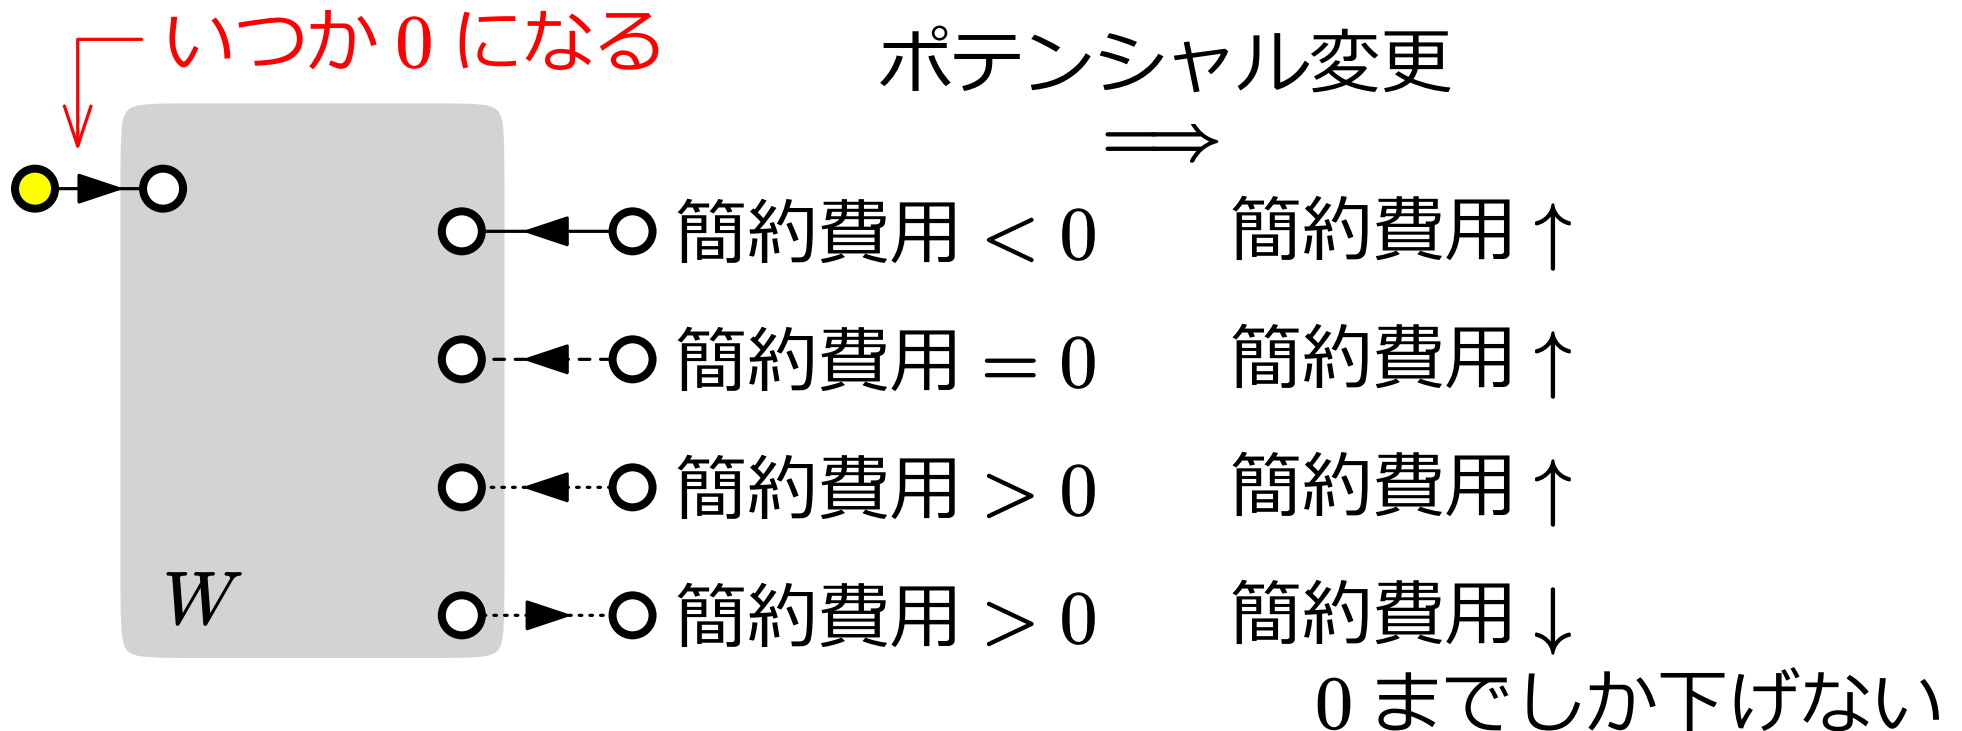 いつか 0 になる
ポテンシャル変更
⟹
簡約費用 < 0 簡約費用 ↑
簡約費用 = 0 簡約費用 ↑
簡約費用 > 0 簡約費用 ↑
W
簡約費用 > 0 簡約費用 ↓
0 までしか下げない